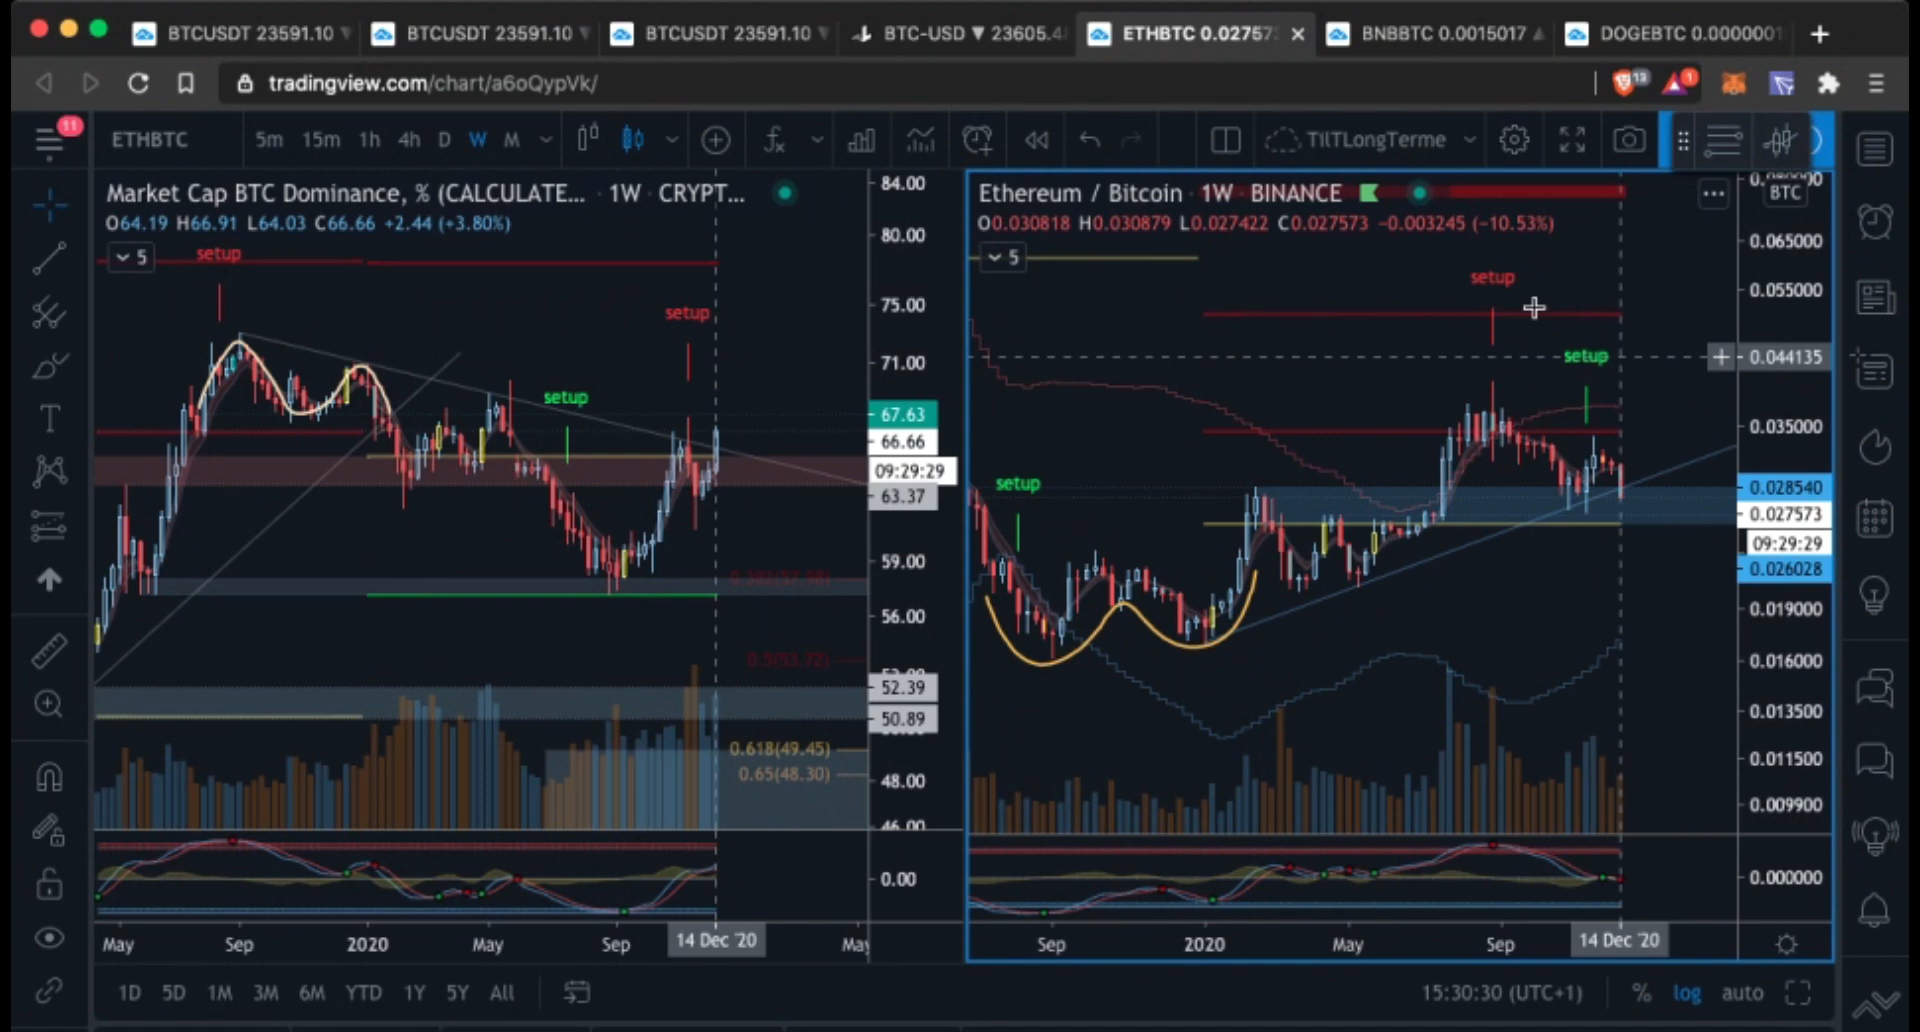 BTCUSDT 23591.10
BTCUSDT 23591.10
BTCUSDT 23591.10
BTC-USD ▼ 23605.4
ETHBTC 0.02757
BNBBTC 0.0015017
DOGEBTC 0.0000001
tradingview.com/chart/a6oQypVk/
13
1
11
ETHBTC
5m 15m 1h 4h D W M
TIlTLongTerme
Market Cap BTC Dominance, % (CALCULATE... · 1W · CRYPT...
O64.19 H66.91 L64.03 C66.66 +2.44 (+3.80%)
5
setup
setup
setup
84.00
80.00
75.00
71.00
67.63
66.66
09:29:29
63.37
59.00
56.00
52.39
50.89
48.00
46.00
0.00
0.5(53.72)
0.618(49.45)
0.65(48.30)
May Sep 2020 May Sep 14 Dec '20
Ethereum / Bitcoin · 1W · BINANCE
BTC
O0.030818 H0.030879 L0.027422 C0.027573 −0.003245 (−10.53%)
5
setup
setup
setup
0.065000
0.055000
0.044135
0.035000
0.028540
0.027573
09:29:29
0.026028
0.019000
0.016000
0.013500
0.011500
0.009900
0.000000
Sep 2020 May Sep 14 Dec '20
1D 5D 1M 3M 6M YTD 1Y 5Y All
15:30:30 (UTC+1) % log auto